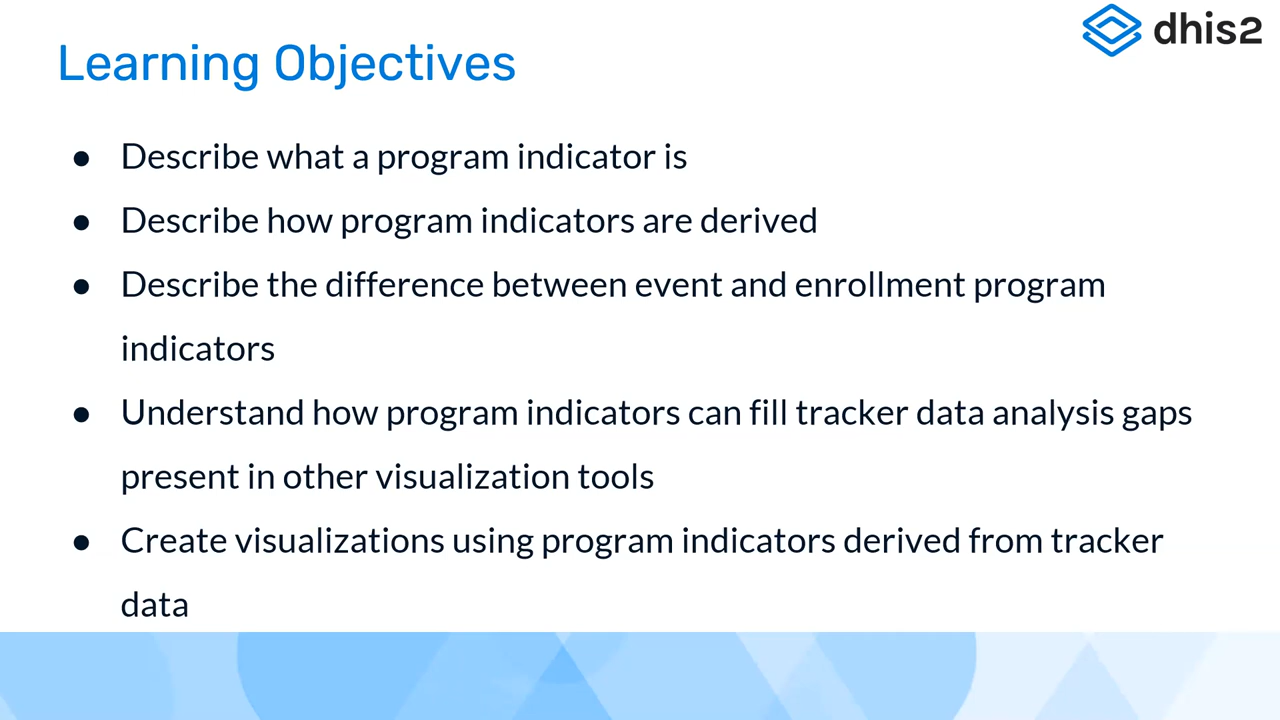 dhis2
Learning Objectives
● Describe what a program indicator is
● Describe how program indicators are derived
● Describe the difference between event and enrollment program
indicators
● Understand how program indicators can fill tracker data analysis gaps
present in other visualization tools
● Create visualizations using program indicators derived from tracker
data